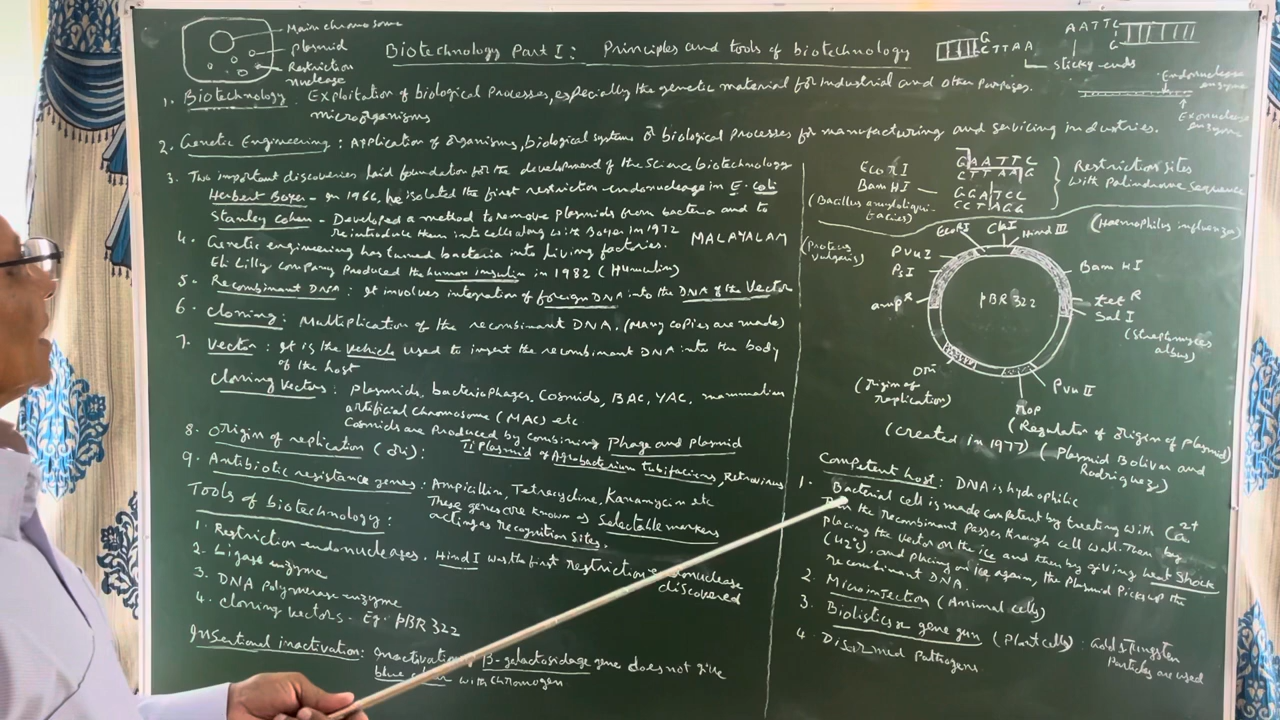 Main chromosome
Plasmid
Restriction
nuclease
Biotechnology Part I: Principles and tools of biotechnology
G
CTTAA
AATTC
G
sticky ends
Endonuclease
enzyme
Exonuclease
enzyme
1. Biotechnology: Exploitation of biological processes, especially the genetic material for Industrial and other purposes.
microorganisms
2. Genetic Engineering: Application of organisms, biological systems or biological processes for manufacturing and servicing industries.
3. Two important discoveries laid foundation for the development of the Science biotechnology
Herbert Boyer - In 1966, he isolated the first restriction-endonuclease in E. coli
Stanley Cohen - Developed a method to remove plasmids from bacteria and to
reintroduce them into cells along with Boyer in 1972
4. Genetic engineering has turned bacteria into living factories. MALAYALAM
Eli Lilly company produced the human insulin in 1982 (Humulin)
5. Recombinant DNA: It involves integration of foreign DNA into the DNA of the Vector
6. Cloning: Multiplication of the recombinant DNA. (Many copies are made)
7. Vector: It is the vehicle used to insert the recombinant DNA into the body
of the host
Cloning Vectors: Plasmids, bacteriophages, Cosmids, BAC, YAC, mammalian
artificial Chromosome (MAC) etc
Cosmids are produced by combining Phage and plasmid
8. Origin of replication (Ori): Ti Plasmid of Agrobacterium tubifaciens, Retrovirus
9. Antibiotic resistance genes: Ampicillin, Tetracycline, Kanamycin etc
These genes are known as Selectable markers
acting as recognition sites.
Tools of biotechnology:
1. Restriction endonucleases. Hind I was the first restriction endonuclease
discovered
2. Ligase enzyme
3. DNA Polymerase enzyme
4. Cloning vectors - Eg. pBR 322
Insertional inactivation: Inactivation of β-galactosidase gene does not give
blue colour with chromogen
EcoRI
GAATTC
CTTAAG
Bam HI
GGATCC
CCTAGG
Restriction sites
with Palindrome sequence
EcoRI
ClaI
Hind III
(Haemophilus influenza)
(Proteus
vulgaris)
Pvu I
PsI
Bam HI
amp R
pBR 322
tet R
Sal I
(Streptomyces
albus)
Ori
(Origin of
replication)
Pvu II
Rop
(Regulator of origin of plasmid)
(created in 1977) (Plasmid Bolivar and
Rodriguez)
Competent host: DNA is hydrophilic
1. Bacterial cell is made competent by treating with Ca2+
Then the recombinant passes through cell wall. Then by
placing the vector on the ice and then by giving heat shock
(42°c) and placing on ice again, the Plasmid Picks up the
recombinant DNA.
2. Microinjection (Animal cells)
3. Biolistics or gene gun (Plant cells): Gold & Tungsten
Particles are used
4. Disarmed Pathogens